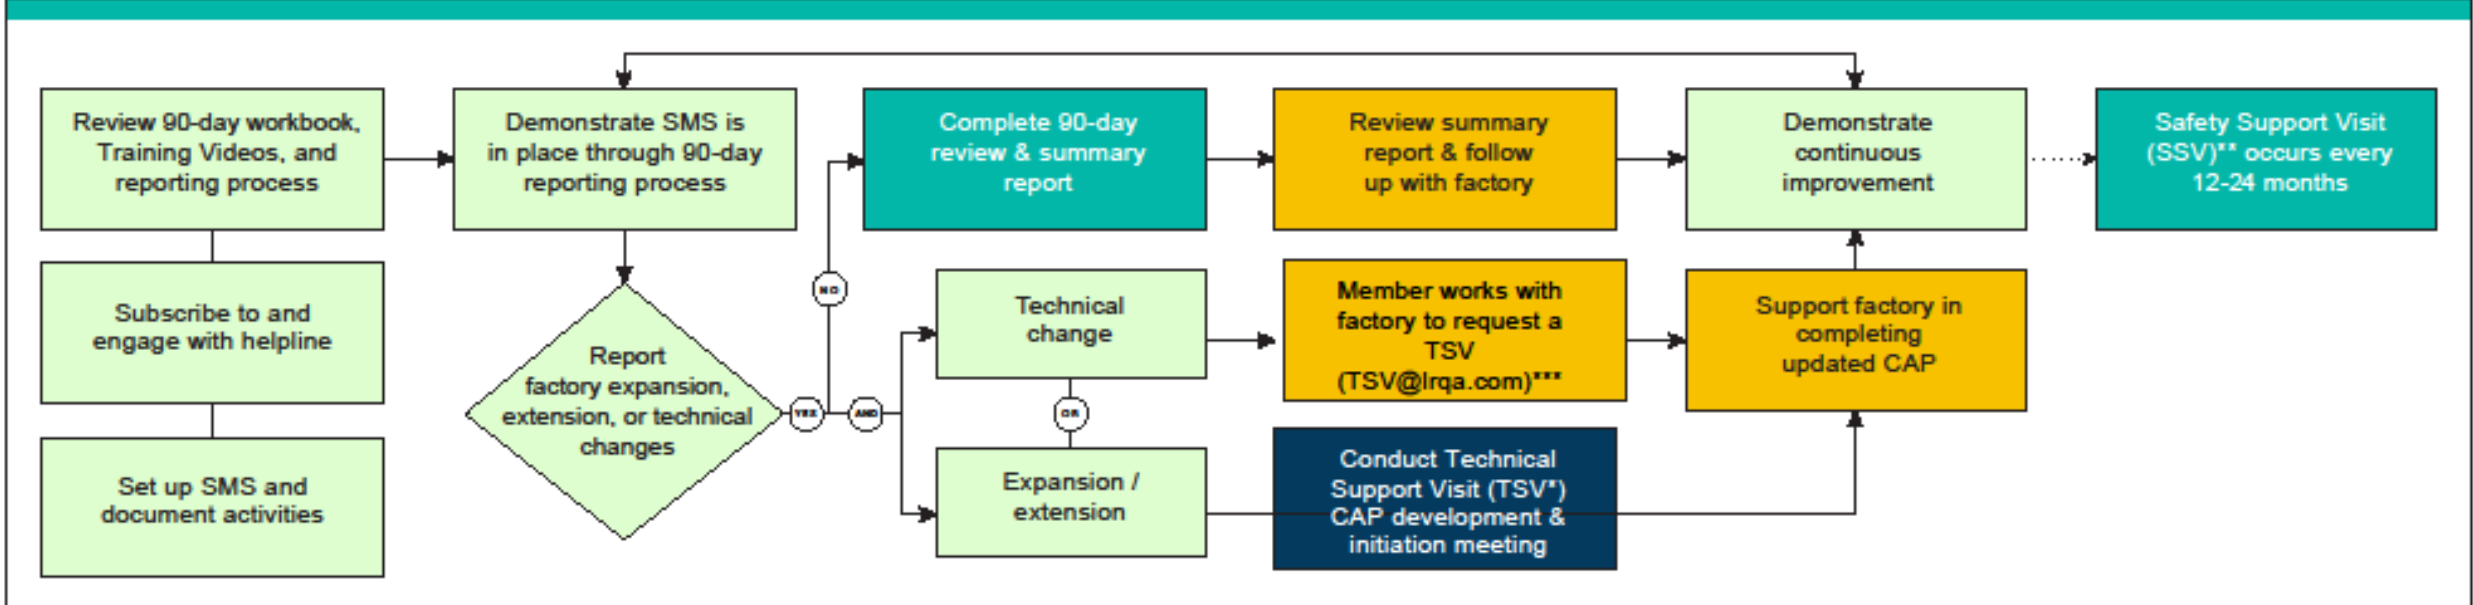 Review 90-day workbook,
Training Videos, and
reporting process
Subscribe to and
engage with helpline
Set up SMS and
document activities
Demonstrate SMS is
in place through 90-day
reporting process
Report
factory expansion,
extension, or technical
changes
YES
NO
AND
Complete 90-day
review & summary
report
Technical
change
OR
Expansion /
extension
Review summary
report & follow
up with factory
Member works with
factory to request a
TSV
(TSV@lrqa.com)***
Conduct Technical
Support Visit (TSV*)
CAP development &
initiation meeting
Demonstrate
continuous
improvement
Support factory in
completing
updated CAP
Safety Support Visit
(SSV)** occurs every
12-24 months